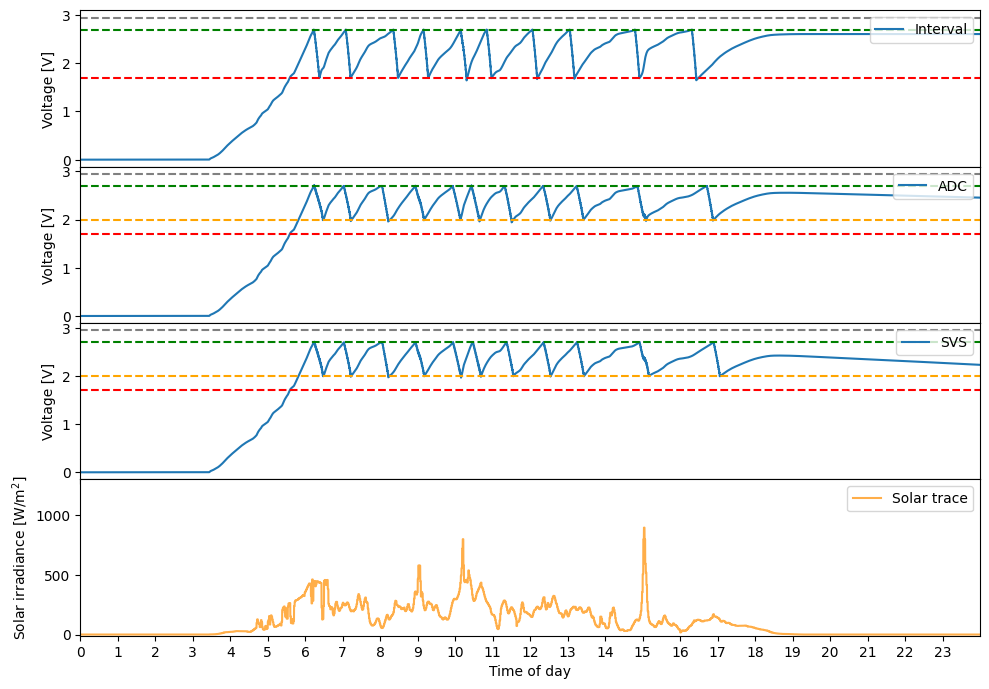 3
2
1
0
Voltage [V]
Interval
3
2
1
0
Voltage [V]
ADC
3
2
1
0
Voltage [V]
SVS
1000
500
0
Solar irradiance [W/m²]
Solar trace
0 1 2 3 4 5 6 7 8 9 10 11 12 13 14 15 16 17 18 19 20 21 22 23
Time of day